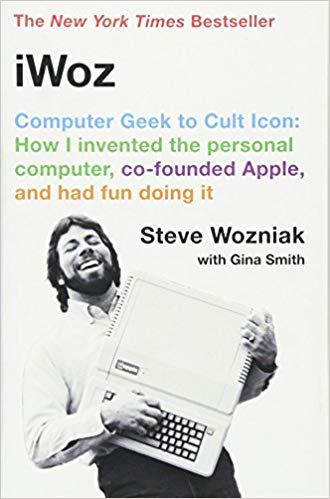 The New York Times Bestseller
iWoz
Computer Geek to Cult Icon:
How I invented the personal
computer, co-founded Apple,
and had fun doing it
Steve Wozniak
with Gina Smith